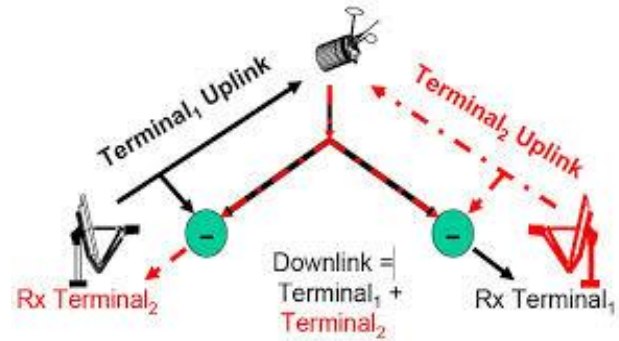 Terminal₁ Uplink
Terminal₂ Uplink
−
−
Rx Terminal₂
Downlink =
Terminal₁ +
Terminal₂
Rx Terminal₁